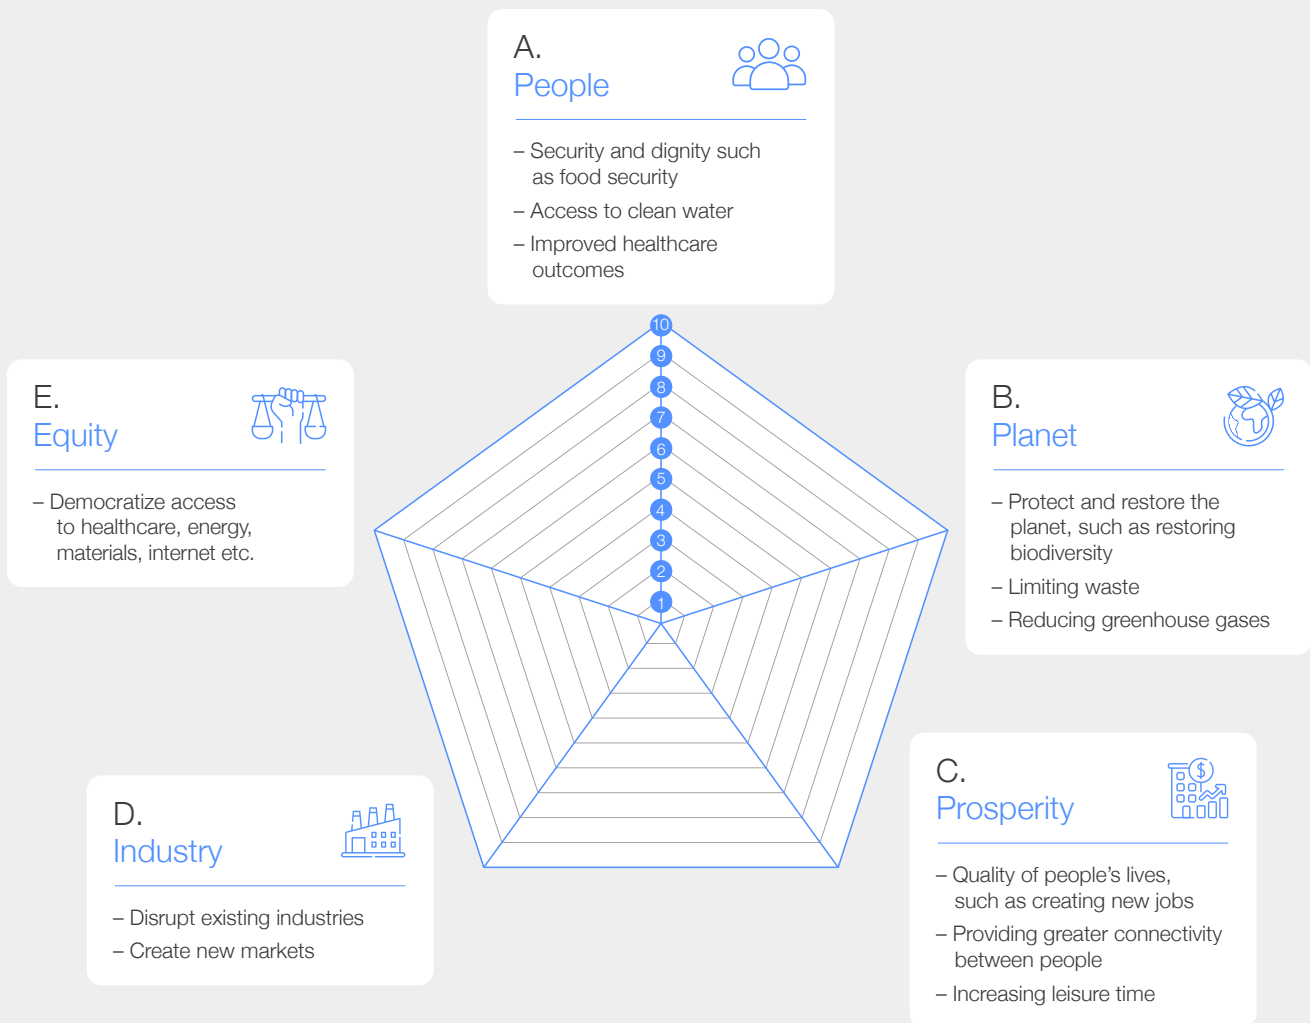 A.
People
– Security and dignity such
as food security
– Access to clean water
– Improved healthcare
outcomes
10
9
8
7
6
5
4
3
2
1
B.
Planet
– Protect and restore the
planet, such as restoring
biodiversity
– Limiting waste
– Reducing greenhouse gases
C.
Prosperity
$
– Quality of people’s lives,
such as creating new jobs
– Providing greater connectivity
between people
– Increasing leisure time
D.
Industry
– Disrupt existing industries
– Create new markets
E.
Equity
– Democratize access
to healthcare, energy,
materials, internet etc.